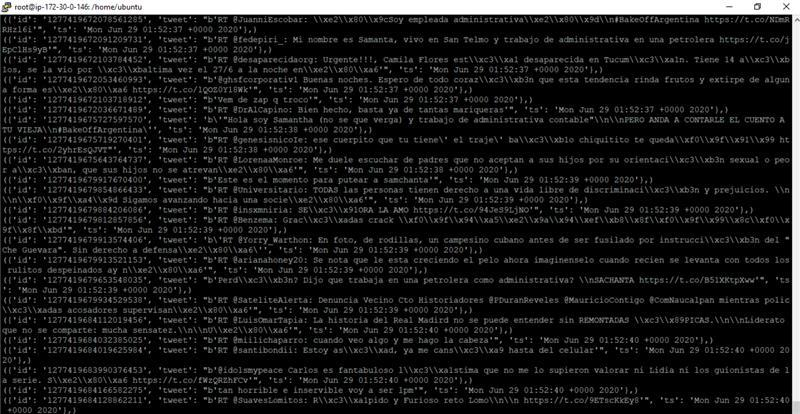 root@ip-172-30-0-146: /home/ubuntu
({'id': '1277419672078561285', 'tweet': "b'RT @JuanniEscobar: \\xe2\\x80\\x9cSoy empleada administrativa\\xe2\\x80\\x9d\\n#BakeOffArgentina https://t.co/NDmR
RHzl6i'", 'ts': 'Mon Jun 29 01:52:37 +0000 2020'},)
({'id': '1277419672091209731', 'tweet': "b'RT @fedepiri_: Mi nombre es Samanta, vivo en San Telmo y trabajo de administrativa en una petrolera https://t.co/j
EpClHs9yB'", 'ts': 'Mon Jun 29 01:52:37 +0000 2020'},)
({'id': '1277419672103784452', 'tweet': "b'RT @desaparecidaorg: Urgente!!!, Camila Flores est\\xc3\\xa1 desaparecida en Tucum\\xc3\\xa1n. Tiene 14 a\\xc3\\xb1
os, se la vio por \\xc3\\xbaltima vez el 27/6 a la noche en\\xe2\\x80\\xa6'", 'ts': 'Mon Jun 29 01:52:37 +0000 2020'},)
({'id': '1277419672053460993', 'tweet': "b'@ghsfcorporativ1 Buenas noches. Espero de todo coraz\\xc3\\xb3n que esta tendencia rinda frutos y extirpe de alguna
forma es\\xe2\\x80\\xa6 https://t.co/lQOZ0Y18Wk'", 'ts': 'Mon Jun 29 01:52:37 +0000 2020'},)
({'id': '1277419672103718912', 'tweet': "b'Vem de zap q troco'", 'ts': 'Mon Jun 29 01:52:37 +0000 2020'},)
({'id': '1277419672036671489', 'tweet': "b'RT @DrAlCapino: Bien hecho, basta ya de tantas mariqueras'", 'ts': 'Mon Jun 29 01:52:37 +0000 2020'},)
({'id': '1277419675727597570', 'tweet': 'b\'"Hola soy Samantha (no se que verga) y trabajo de administrativa contable"\\n\\nPERO ANDA A CONTARLE EL CUENTO A
TU VIEJA\\n#BakeOffArgentina\'', 'ts': 'Mon Jun 29 01:52:38 +0000 2020'},)
({'id': '1277419675719270401', 'tweet': 'b\'RT @genesisnicoIe: ese cuerpito que tu tiene\' el traje\' ba\\xc3\\xb1o chiquitito te queda\\xf0\\x9f\\x91\\x99 ht
tps://t.co/2yhrEsQJVT"', 'ts': 'Mon Jun 29 01:52:38 +0000 2020'},)
({'id': '1277419675643764737', 'tweet': "b'RT @LorenaaMonroe: Me duele escuchar de padres que no aceptan a sus hijos por su orientaci\\xc3\\xb3n sexual o peo
r a\\xc3\\xban, que sus hijos no se atrevan\\xe2\\x80\\xa6'", 'ts': 'Mon Jun 29 01:52:38 +0000 2020'},)
({'id': '1277419679917670400', 'tweet': "b'Este es el momento para putear a samchanta'", 'ts': 'Mon Jun 29 01:52:39 +0000 2020'},)
({'id': '1277419679854866433', 'tweet': "b'RT @Universitario: TODAS las personas tienen derecho a una vida libre de discriminaci\\xc3\\xb3n y prejuicios. \\n
\\n\\xf0\\x9f\\xa4\\x9d Sigamos avanzando hacia una socie\\xe2\\x80\\xa6'", 'ts': 'Mon Jun 29 01:52:39 +0000 2020'},)
({'id': '1277419679884206086', 'tweet': "b'RT @insxmniria: SE\\xc3\\x91ORA LA AMO https://t.co/94JeS9LjNO'", 'ts': 'Mon Jun 29 01:52:39 +0000 2020'},)
({'id': '1277419679812857856', 'tweet': "b'RT @Benzema: Grac\\xc3\\xadas crack \\xf0\\x9f\\x94\\xa5\\xe2\\x9a\\xbd\\xef\\xb8\\x8f\\xf0\\x9f\\x99\\x8c\\xf0\\x
9f\\x8f\\xbd'", 'ts': 'Mon Jun 29 01:52:39 +0000 2020'},)
({'id': '1277419679913574406', 'tweet': 'b\'RT @Yorry_Warthon: En foto, de rodillas, un campesino cubano antes de ser fusilado por instrucci\\xc3\\xb3n del "
Che Guevara". Sin derecho a defensa\\xe2\\x80\\xa6\'', 'ts': 'Mon Jun 29 01:52:39 +0000 2020'},)
({'id': '1277419679913521153', 'tweet': "b'RT @arianahoney20: Se nota que le esta creciendo el pelo ahora imaginenselo cuando recien se levanta con todos los
rulitos despeinados ay n\\xe2\\x80\\xa6'", 'ts': 'Mon Jun 29 01:52:39 +0000 2020'},)
({'id': '1277419679653548035', 'tweet': "b'Perd\\xc3\\xb3n? Dijo que trabaja en una petrolera como administrativa? \\nSACHANTA https://t.co/B51XKtpXww'", 't
s': 'Mon Jun 29 01:52:39 +0000 2020'},)
({'id': '1277419679934529538', 'tweet': "b'RT @SateliteAlerta: Denuncia Vecino Cto Historiadores @PDuranReveles @MauricioContigo @ComNaucalpan mientras polic
\\xc3\\xadas acosadores supervisan\\xe2\\x80\\xa6'", 'ts': 'Mon Jun 29 01:52:39 +0000 2020'},)
({'id': '1277419684112019456', 'tweet': "b'RT @LuisOmarTapia: La historia del Real Madird no se puede entender sin REMONTADAS \\xc3\\x89PICAS.\\n\\nLiderato
que no se comparte: mucha sensatez.\\n\\nU\\xe2\\x80\\xa6'", 'ts': 'Mon Jun 29 01:52:40 +0000 2020'},)
({'id': '1277419684032385025', 'tweet': "b'RT @miilichaparro: cuando veo algo y me hago la cabeza'", 'ts': 'Mon Jun 29 01:52:40 +0000 2020'},)
({'id': '1277419684019625984', 'tweet': "b'RT @santibondii: Estoy as\\xc3\\xad, ya me cans\\xc3\\xa9 hasta del celular'", 'ts': 'Mon Jun 29 01:52:40 +0000 20
20'},)
({'id': '1277419683990376453', 'tweet': "b'@idolsmypeace Carlos es fantabuloso l\\xc3\\xa1stima que no me lo supieron valorar ni Lidia ni los guionistas de
la serie. S\\xe2\\x80\\xa6 https://t.co/fWzQRZhFCv'", 'ts': 'Mon Jun 29 01:52:40 +0000 2020'},)
({'id': '1277419684166582275', 'tweet': "b'tan horrible e inservible voy a ser lpm'", 'ts': 'Mon Jun 29 01:52:40 +0000 2020'},)
({'id': '1277419684128862211', 'tweet': "b'RT @SuavesLomitos: R\\xc3\\xa1pido y Furioso reto Lomo\\n\\n https://t.co/9ETscKkEy8'", 'ts': 'Mon Jun 29 01:52:4
0 +0000 2020'},)